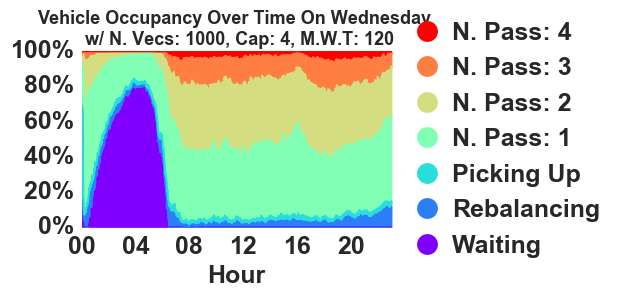 Vehicle Occupancy Over Time On Wednesday
w/ N. Vecs: 1000, Cap: 4, M.W.T: 120
100%
80%
60%
40%
20%
0%
00 04 08 12 16 20
Hour
N. Pass: 4
N. Pass: 3
N. Pass: 2
N. Pass: 1
Picking Up
Rebalancing
Waiting